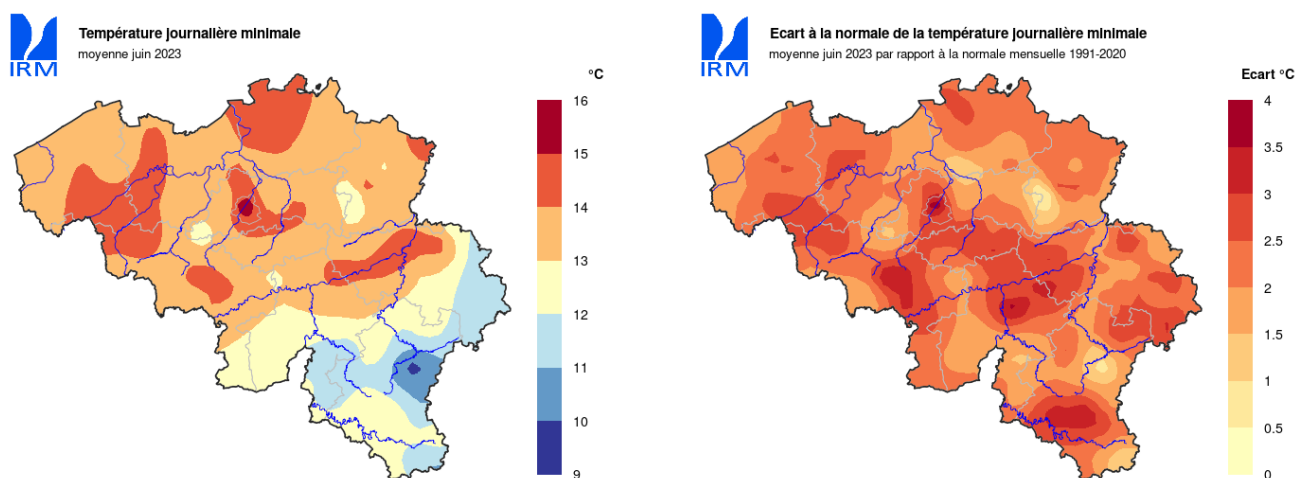 Température journalière minimale
moyenne juin 2023
IRM
°C
16
15
14
13
12
11
10
9
Ecart à la normale de la température journalière minimale
moyenne juin 2023 par rapport à la normale mensuelle 1991-2020
IRM
Ecart °C
4
3.5
3
2.5
2
1.5
1
0.5
0